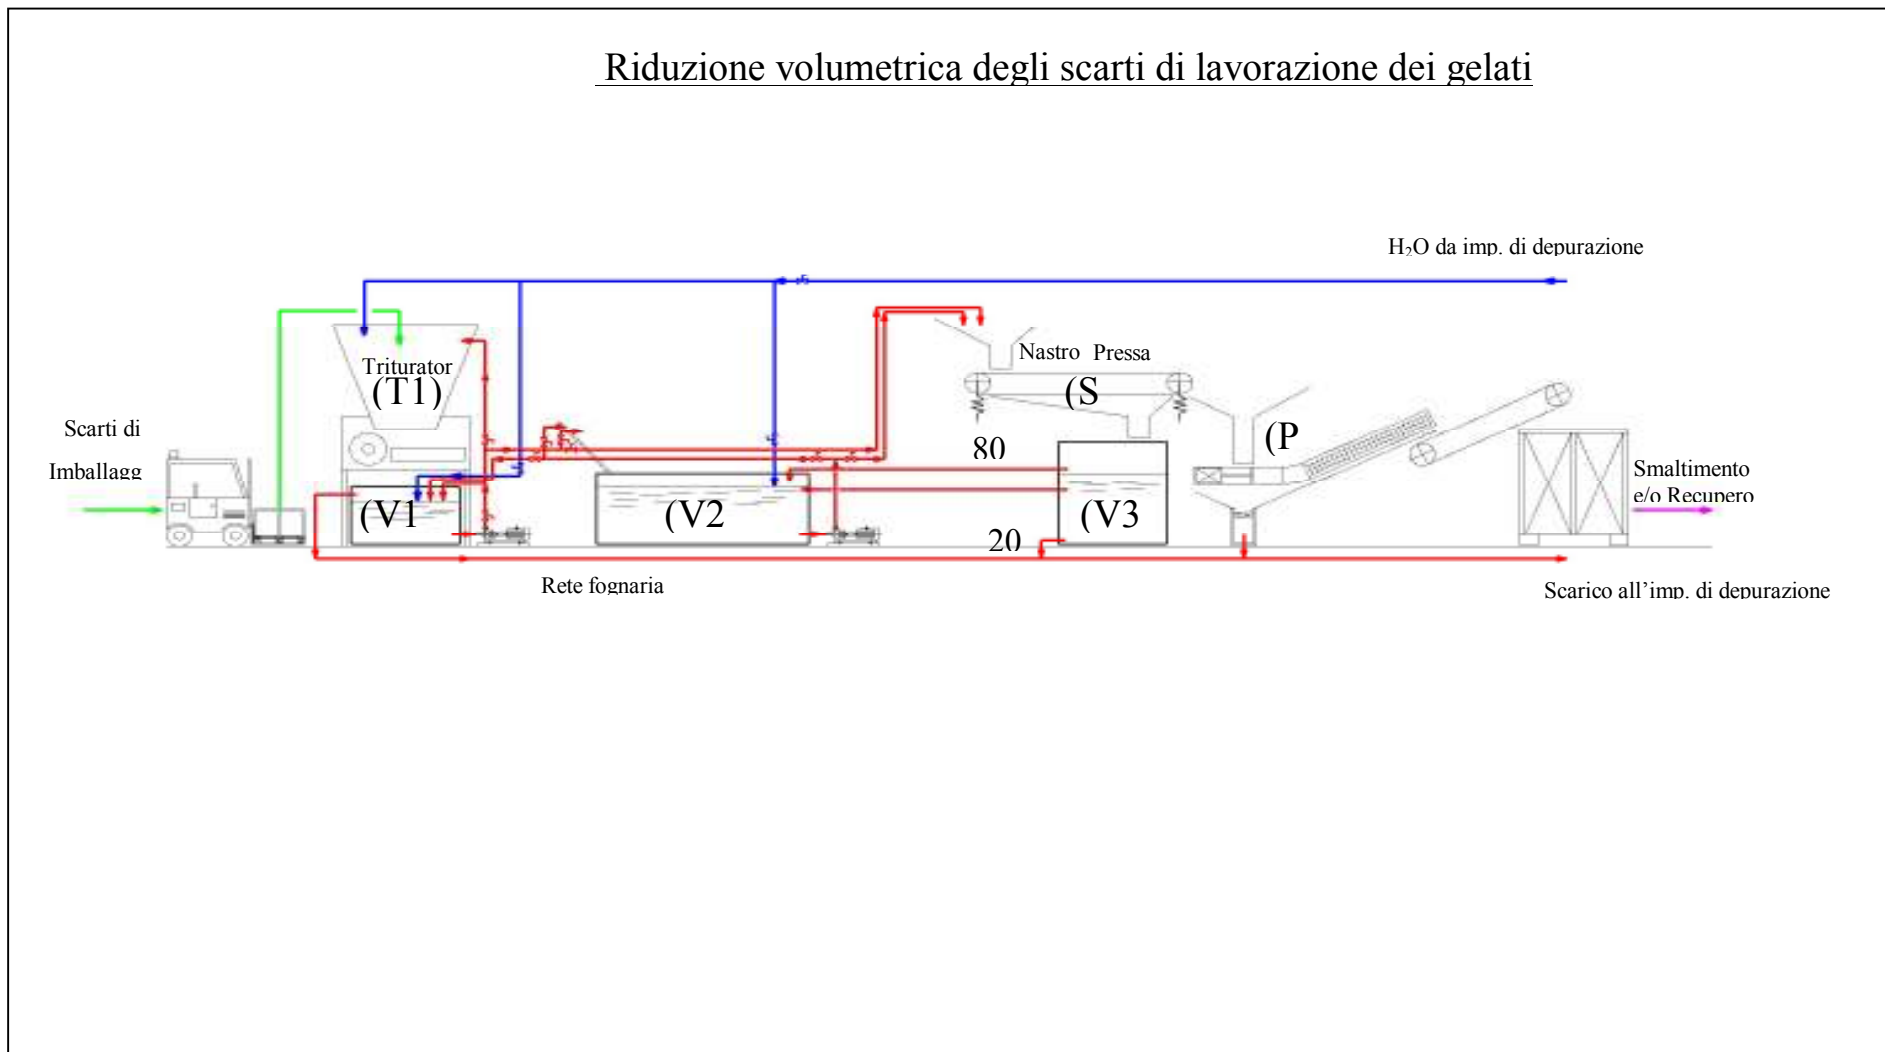 Riduzione volumetrica degli scarti di lavorazione dei gelati
H₂O da imp. di depurazione
Triturator
(T1)
Nastro Pressa
(S
(P
Scarti di
Imballagg
80
20
(V1
(V2
(V3
Smaltimento
e/o Recupero
Rete fognaria
Scarico all’imp. di depurazione